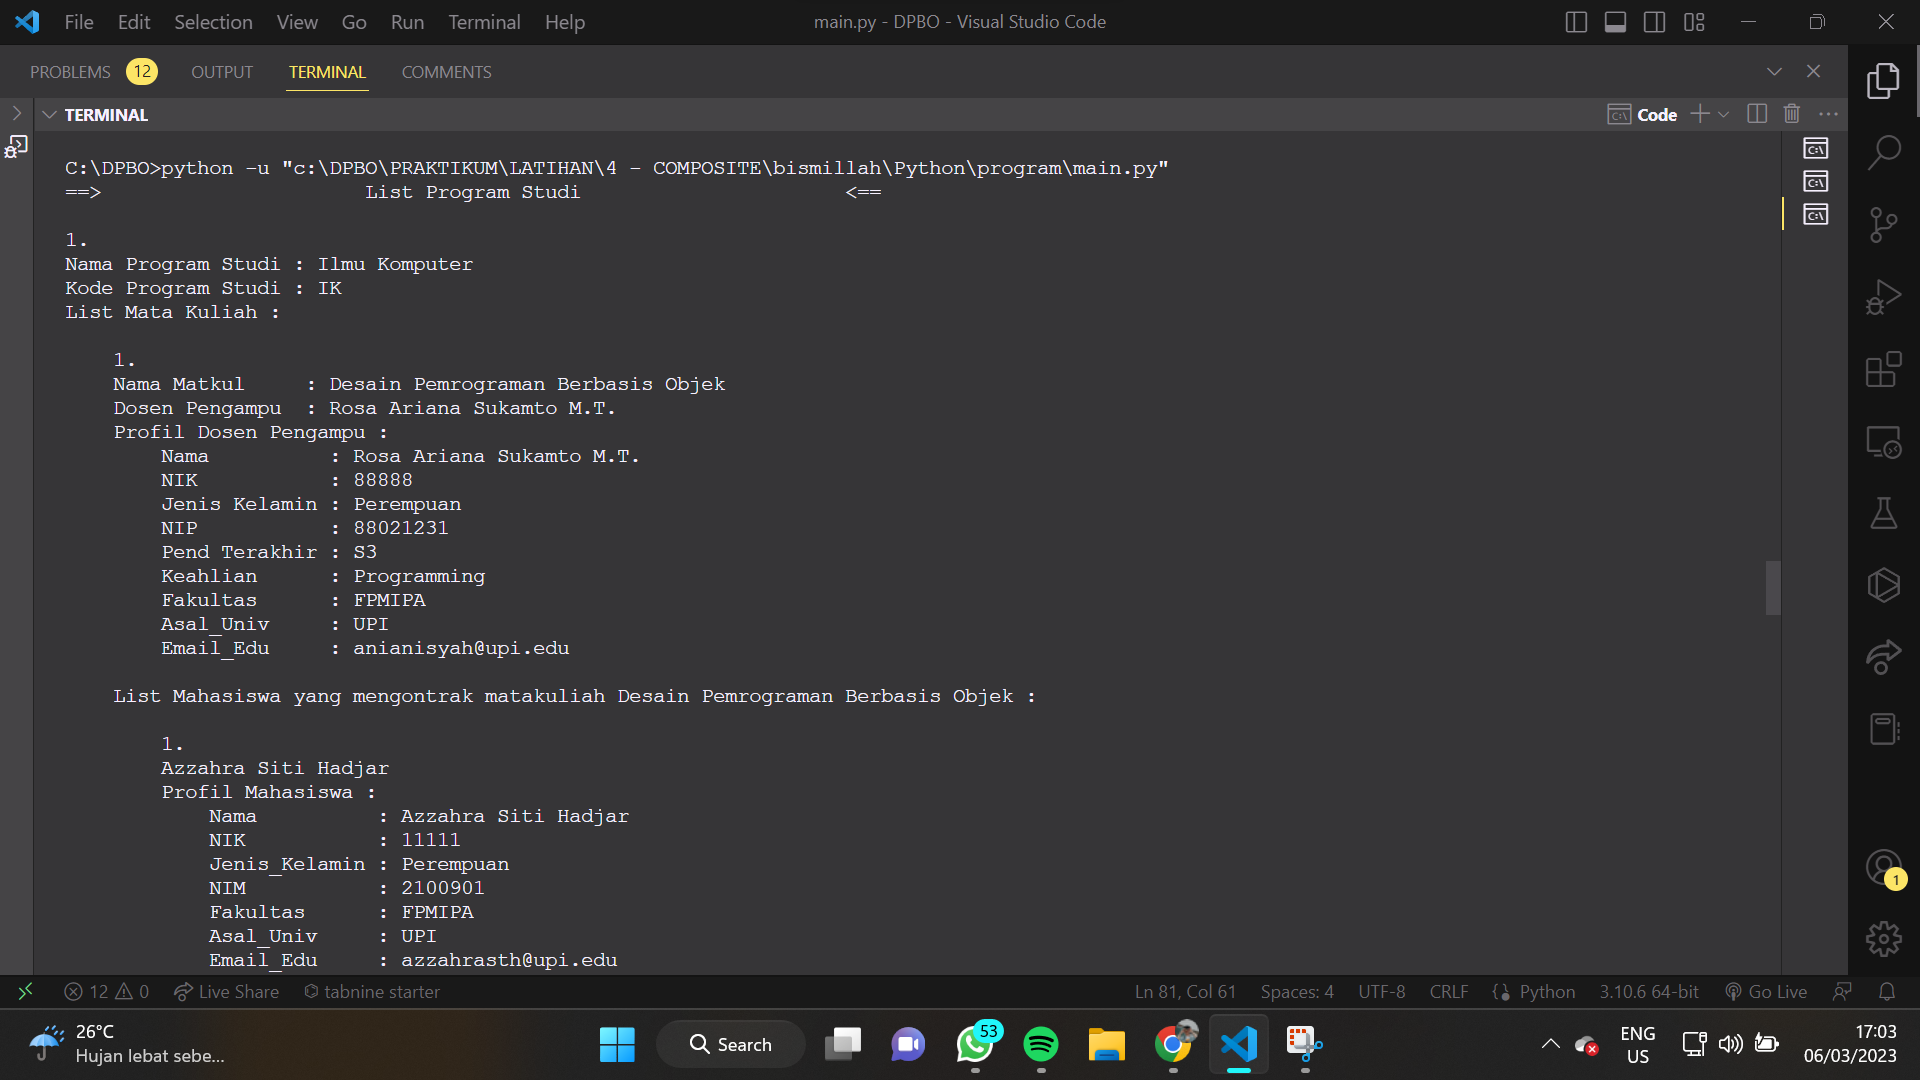 File Edit Selection View Go Run Terminal Help
main.py - DPBO - Visual Studio Code
PROBLEMS 12 OUTPUT TERMINAL COMMENTS
TERMINAL
Code
C:\DPBO>python -u "c:\DPBO\PRAKTIKUM\LATIHAN\4 - COMPOSITE\bismillah\Python\program\main.py"
==> List Program Studi <==
1.
Nama Program Studi : Ilmu Komputer
Kode Program Studi : IK
List Mata Kuliah :
1.
Nama Matkul : Desain Pemrograman Berbasis Objek
Dosen Pengampu : Rosa Ariana Sukamto M.T.
Profil Dosen Pengampu :
Nama : Rosa Ariana Sukamto M.T.
NIK : 88888
Jenis Kelamin : Perempuan
NIP : 88021231
Pend Terakhir : S3
Keahlian : Programming
Fakultas : FPMIPA
Asal_Univ : UPI
Email_Edu : anianisyah@upi.edu
List Mahasiswa yang mengontrak matakuliah Desain Pemrograman Berbasis Objek :
1.
Azzahra Siti Hadjar
Profil Mahasiswa :
Nama : Azzahra Siti Hadjar
NIK : 11111
Jenis_Kelamin : Perempuan
NIM : 2100901
Fakultas : FPMIPA
Asal_Univ : UPI
Email_Edu : azzahrasth@upi.edu
1
12 0 Live Share tabnine starter
Ln 81, Col 61 Spaces: 4 UTF-8 CRLF Python 3.10.6 64-bit Go Live
26°C
Hujan lebat sebe...
Search
53
ENG
US
17:03
06/03/2023